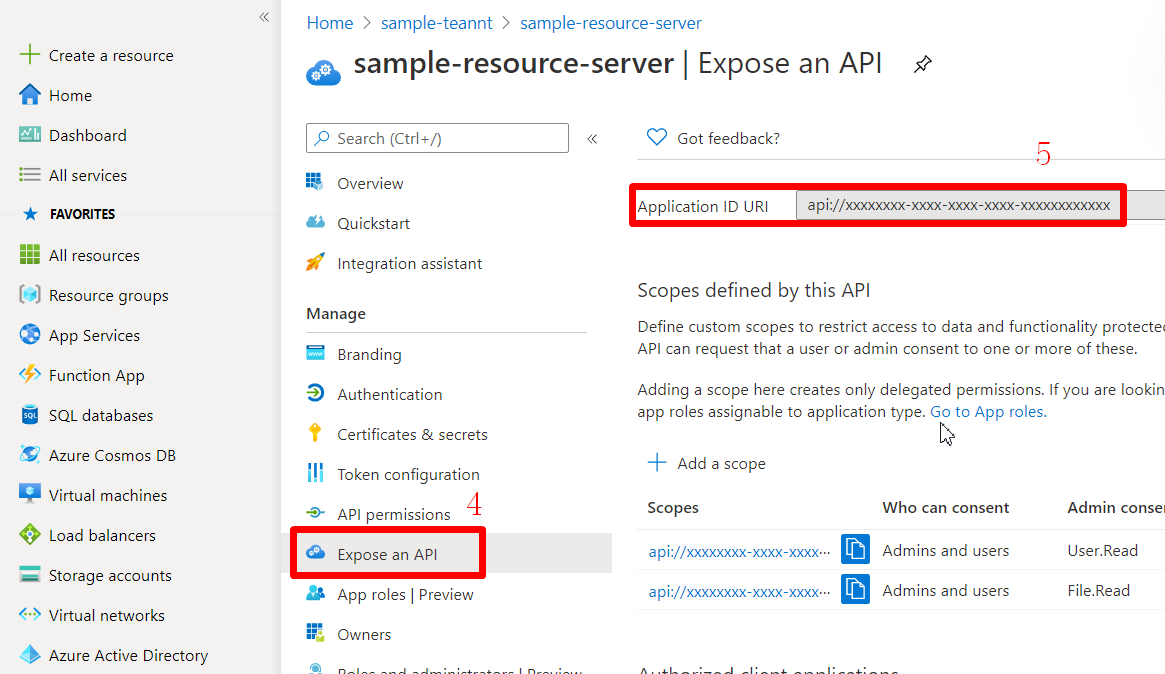 «
Create a resource
Home
Dashboard
All services
FAVORITES
All resources
Resource groups
App Services
Function App
SQL databases
Azure Cosmos DB
Virtual machines
Load balancers
Storage accounts
Virtual networks
Azure Active Directory
Home > sample-teannt > sample-resource-server
sample-resource-server | Expose an API
Search (Ctrl+/)
«
Overview
Quickstart
Integration assistant
Manage
Branding
Authentication
Certificates & secrets
Token configuration
API permissions
4
Expose an API
App roles | Preview
Owners
Roles and administrators | Preview
Got feedback?
5
Application ID URI api://xxxxxxxx-xxxx-xxxx-xxxx-xxxxxxxxxxxx
Scopes defined by this API
Define custom scopes to restrict access to data and functionality protected
API can request that a user or admin consent to one or more of these.
Adding a scope here creates only delegated permissions. If you are lookin
app roles assignable to application type. Go to App roles.
Add a scope
Scopes Who can consent Admin conse
api://xxxxxxxx-xxxx-xxxx··· Admins and users User.Read
api://xxxxxxxx-xxxx-xxxx··· Admins and users File.Read
Authorized client applications